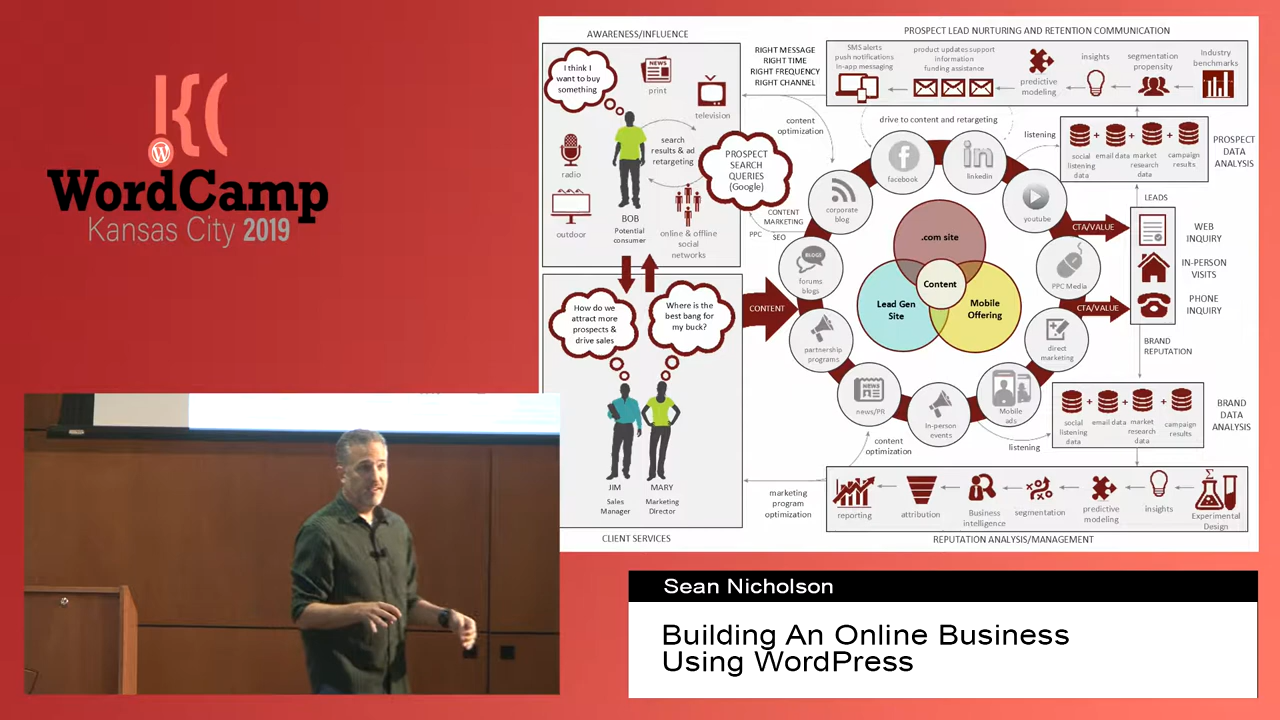 KC
WordCamp
Kansas City 2019
AWARENESS/INFLUENCE
I think I
want to buy
something
NEWS
print
television
radio
search
results & ad
retargeting
outdoor
BOB
Potential
consumer
online & offline
social
networks
PROSPECT
SEARCH
QUERIES
(Google)
CONTENT
MARKETING
PPC
SEO
How do we
attract more
prospects &
drive sales
Where is the
best bang for
my buck?
JIM
Sales
Manager
MARY
Marketing
Director
CLIENT SERVICES
RIGHT MESSAGE
RIGHT TIME
RIGHT FREQUENCY
RIGHT CHANNEL
content
optimization
CONTENT
PROSPECT LEAD NURTURING AND RETENTION COMMUNICATION
SMS alerts
push notifications
in-app messaging
product updates support
information
funding assistance
predictive
modeling
insights
segmentation
propensity
Industry
benchmarks
drive to content and retargeting
listening
social
listening
data
email data
market
research
data
campaign
results
PROSPECT
DATA
ANALYSIS
facebook
linkedin
youtube
PPC Media
direct
marketing
Mobile
ads
In-person
events
NEWS
news/PR
partnership
programs
BLOGS
forums
blogs
corporate
blog
.com site
Content
Lead Gen
Site
Mobile
Offering
LEADS
CTA/VALUE
CTA/VALUE
WEB
INQUIRY
IN-PERSON
VISITS
PHONE
INQUIRY
BRAND
REPUTATION
social
listening
data
email data
market
research
data
campaign
results
BRAND
DATA
ANALYSIS
listening
content
optimization
marketing
program
optimization
reporting
attribution
Business
intelligence
segmentation
predictive
modeling
insights
Experimental
Design
REPUTATION ANALYSIS/MANAGEMENT
Sean Nicholson
Building An Online Business
Using WordPress